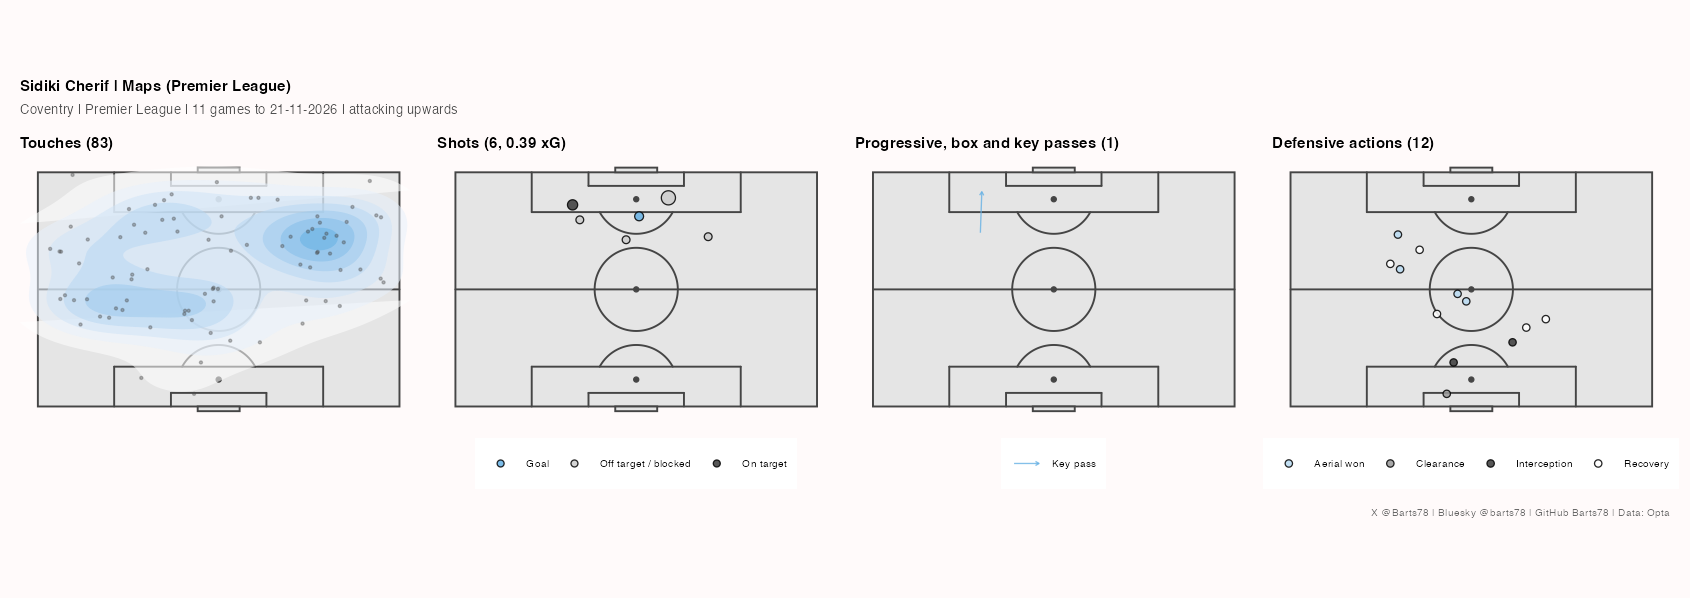 Sidiki Cherif | Maps (Premier League)
Coventry | Premier League | 11 games to 21-11-2026 | attacking upwards
Touches (83)
Shots (6, 0.39 xG)
Progressive, box and key passes (1)
Defensive actions (12)
Goal
Off target / blocked
On target
Key pass
Aerial won
Clearance
Interception
Recovery
X @Barts78 | Bluesky @barts78 | GitHub Barts78 | Data: Opta